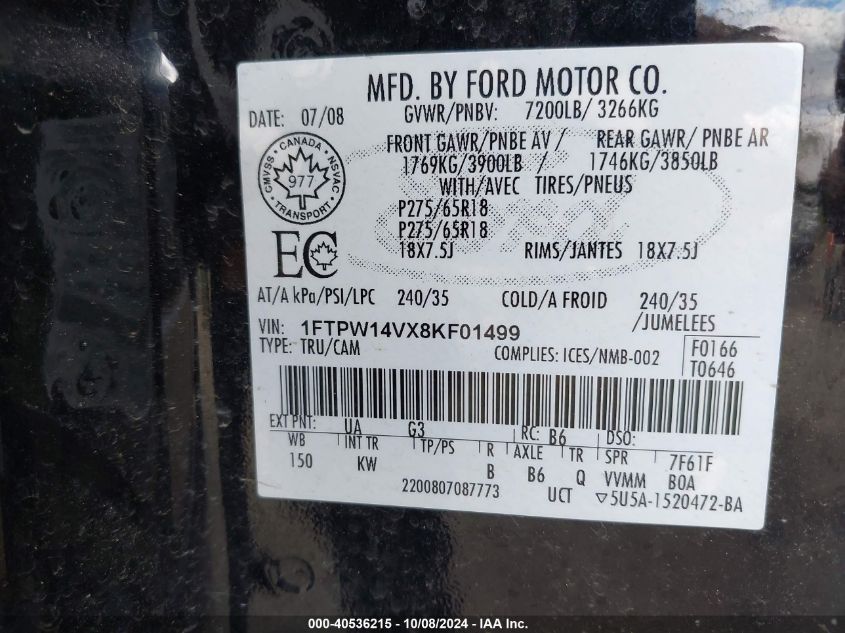 MFD. BY FORD MOTOR CO.
DATE: 07/08
GVWR/PNBV: 7200LB/ 3266KG
FRONT GAWR/PNBE AV / REAR GAWR/ PNBE AR
1769KG/3900LB / 1746KG/3850LB
WITH/AVEC TIRES/PNEUS
P275/65R18
P275/65R18
18X7.5J RIMS/JANTES 18X7.5J
CANADA
CMVSS NSVAC
977
TRANSPORT
EC
AT/A kPa/PSI/LPC 240/35 COLD/A FROID 240/35
/JUMELEES
VIN: 1FTPW14VX8KF01499
TYPE: TRU/CAM COMPLIES: ICES/NMB-002
F0166
T0646
EXT PNT: UA G3 RC: B6 DSO:
WB INT TR TP/PS R AXLE TR SPR 7F61F
150 KW B B6 Q VVMM BOA
2200807087773 UCT ▽5U5A-1520472-BA
000-40536215 - 10/08/2024 - IAA Inc.